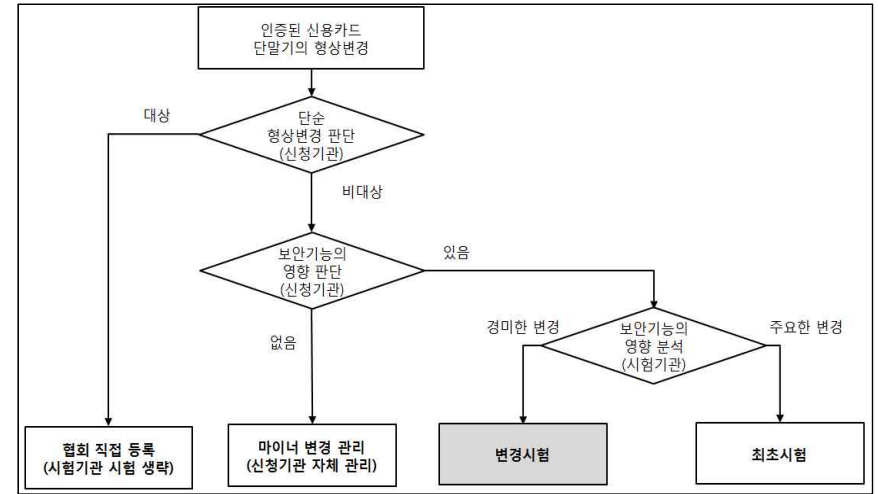 인증된 신용카드
단말기의 형상변경
대상
단순
형상변경 판단
(신청기관)
비대상
보안기능의
영향 판단
(신청기관)
있음
없음
경미한 변경
보안기능의
영향 분석
(시험기관)
주요한 변경
협회 직접 등록
(시험기관 시험 생략)
마이너 변경 관리
(신청기관 자체 관리)
변경시험
최초시험